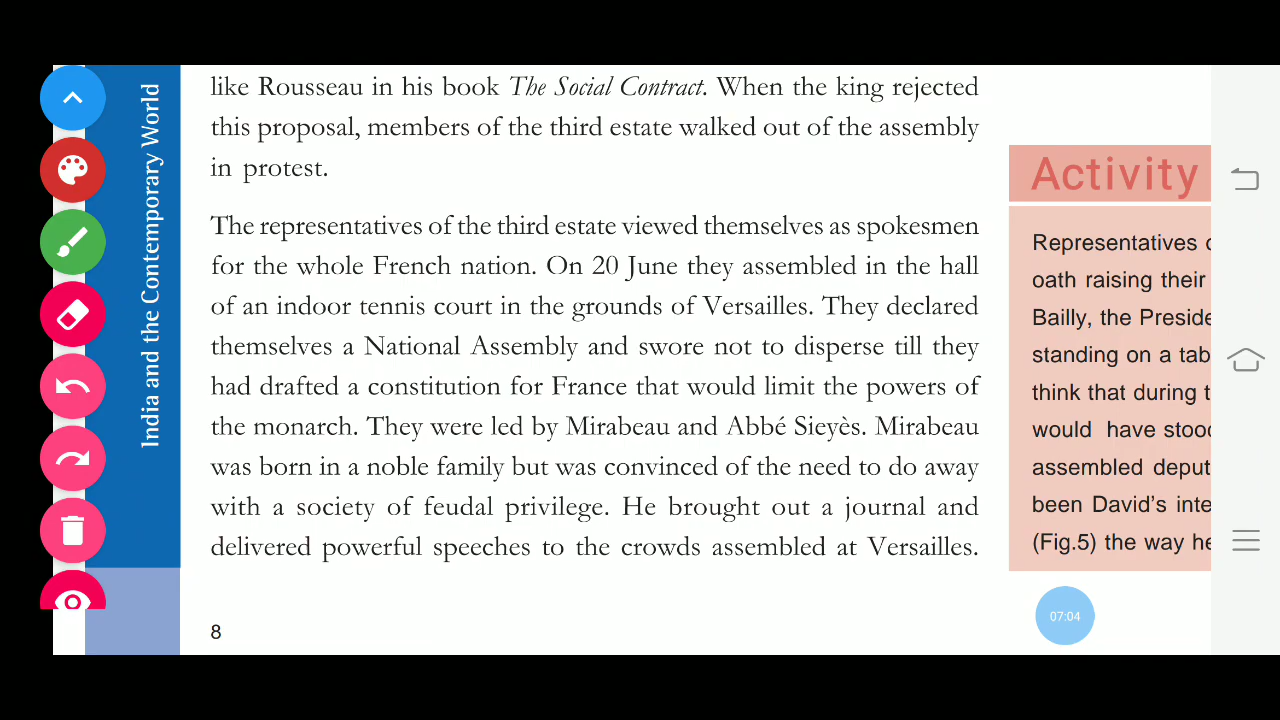 India and the Contemporary World
like Rousseau in his book The Social Contract. When the king rejected
this proposal, members of the third estate walked out of the assembly
in protest.
The representatives of the third estate viewed themselves as spokesmen
for the whole French nation. On 20 June they assembled in the hall
of an indoor tennis court in the grounds of Versailles. They declared
themselves a National Assembly and swore not to disperse till they
had drafted a constitution for France that would limit the powers of
the monarch. They were led by Mirabeau and Abbé Sieyès. Mirabeau
was born in a noble family but was convinced of the need to do away
with a society of feudal privilege. He brought out a journal and
delivered powerful speeches to the crowds assembled at Versailles.
8
Activity
Representatives
oath raising their
Bailly, the Preside
standing on a tab
think that during t
would have stoo
assembled deput
been David's inte
(Fig.5) the way he
07:04